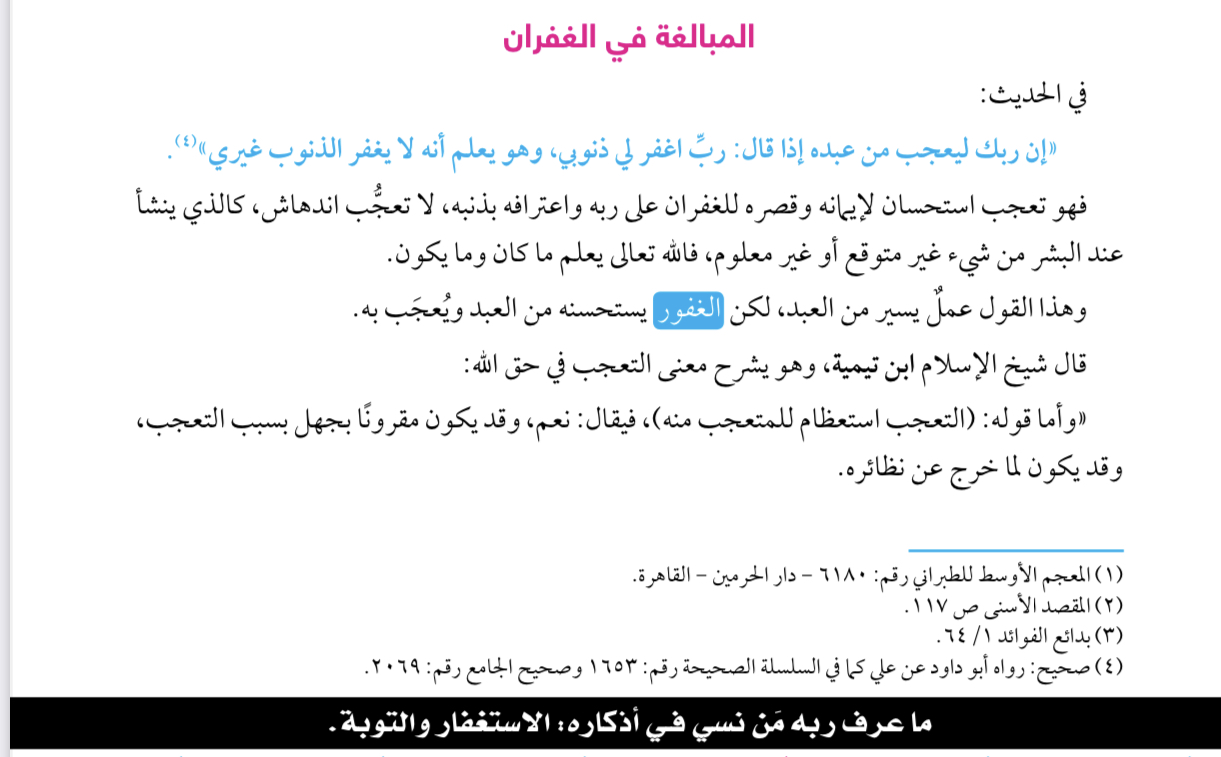 المبالغة في الغفران
في الحديث:
«إن ربك ليعجب من عبده إذا قال: ربِّ اغفر لي ذنوبي، وهو يعلم أنه لا يغفر الذنوب غيري»(٤).
فهو تعجب استحسان لإيمانه وقصره للغفران على ربه واعترافه بذنبه، لا تعجُّب اندهاش، كالذي ينشأ
عند البشر من شيء غير متوقع أو غير معلوم، فالله تعالى يعلم ما كان وما يكون.
وهذا القول عملٌ يسير من العبد، لكن الغفور يستحسنه من العبد ويُعجَب به.
قال شيخ الإسلام ابن تيمية، وهو يشرح معنى التعجب في حق الله:
«وأما قوله: (التعجب استعظام للمتعجب منه)، فيقال: نعم، وقد يكون مقرونًا بجهل بسبب التعجب،
وقد يكون لما خرج عن نظائره.
(١) المعجم الأوسط للطبراني رقم: ٦١٨٠ – دار الحرمين – القاهرة.
(٢) المقصد الأسنى ص ١١٧.
(٣) بدائع الفوائد ١/ ٦٤.
(٤) صحيح: رواه أبو داود عن علي كما في السلسلة الصحيحة رقم: ١٦٥٣ وصحيح الجامع رقم: ٢٠٦٩.
ما عرف ربه مَن نسي في أذكاره: الاستغفار والتوبة.